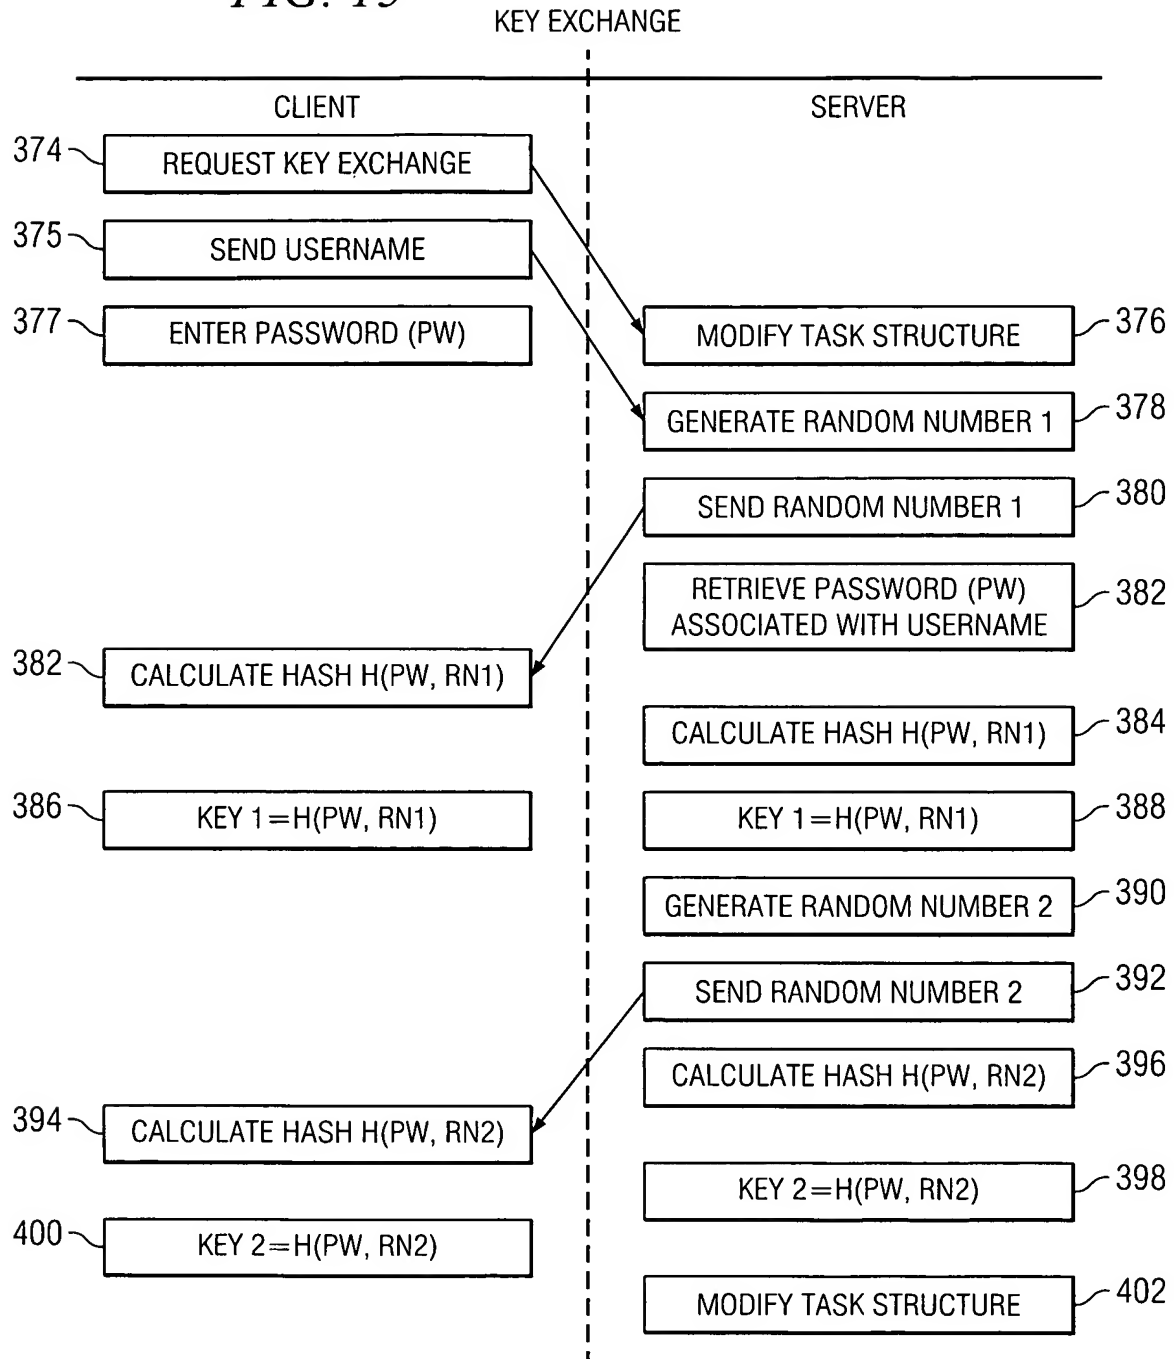 FIG. 15
KEY EXCHANGE
CLIENT
SERVER
374
REQUEST KEY EXCHANGE
375
SEND USERNAME
377
ENTER PASSWORD (PW)
MODIFY TASK STRUCTURE
376
GENERATE RANDOM NUMBER 1
378
SEND RANDOM NUMBER 1
380
RETRIEVE PASSWORD (PW)
ASSOCIATED WITH USERNAME
382
382
CALCULATE HASH H(PW, RN1)
CALCULATE HASH H(PW, RN1)
384
386
KEY 1=H(PW, RN1)
KEY 1=H(PW, RN1)
388
GENERATE RANDOM NUMBER 2
390
SEND RANDOM NUMBER 2
392
CALCULATE HASH H(PW, RN2)
396
394
CALCULATE HASH H(PW, RN2)
KEY 2=H(PW, RN2)
398
400
KEY 2=H(PW, RN2)
MODIFY TASK STRUCTURE
402